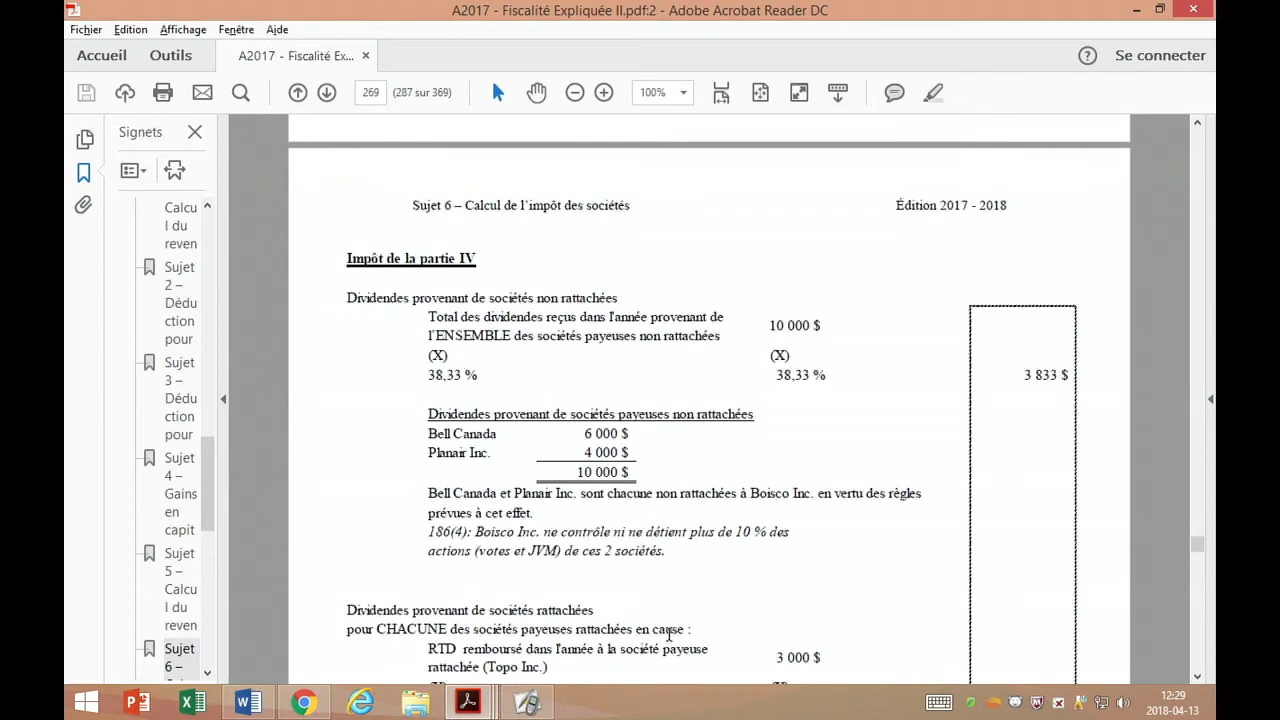 A2017 - Fiscalité Expliquée II.pdf:2 - Adobe Acrobat Reader DC
Fichier Edition Affichage Fenêtre Aide
Accueil Outils A2017 - Fiscalité Ex... × Se connecter
269 (287 sur 369) 100%
Signets
Calcu
l du
reven
Sujet
2 –
Dédu
ction
pour
Sujet
3 –
Dédu
ction
pour
Sujet
4 –
Gains
en
capit
Sujet
5 –
Calcu
l du
reven
Sujet
6 –
Sujet 6 – Calcul de l'impôt des sociétés Édition 2017 - 2018
Impôt de la partie IV
Dividendes provenant de sociétés non rattachées
Total des dividendes reçus dans l'année provenant de
l'ENSEMBLE des sociétés payeuses non rattachées 10 000 $
(X) (X)
38,33 % 38,33 % 3 833 $
Dividendes provenant de sociétés payeuses non rattachées
Bell Canada 6 000 $
Planair Inc. 4 000 $
10 000 $
Bell Canada et Planair Inc. sont chacune non rattachées à Boisco Inc. en vertu des règles
prévues à cet effet.
186(4): Boisco Inc. ne contrôle ni ne détient plus de 10 % des
actions (votes et JVM) de ces 2 sociétés.
Dividendes provenant de sociétés rattachées
pour CHACUNE des sociétés payeuses rattachées en cause :
RTD remboursé dans l'année à la société payeuse
rattachée (Topo Inc.) 3 000 $
12:29
2018-04-13